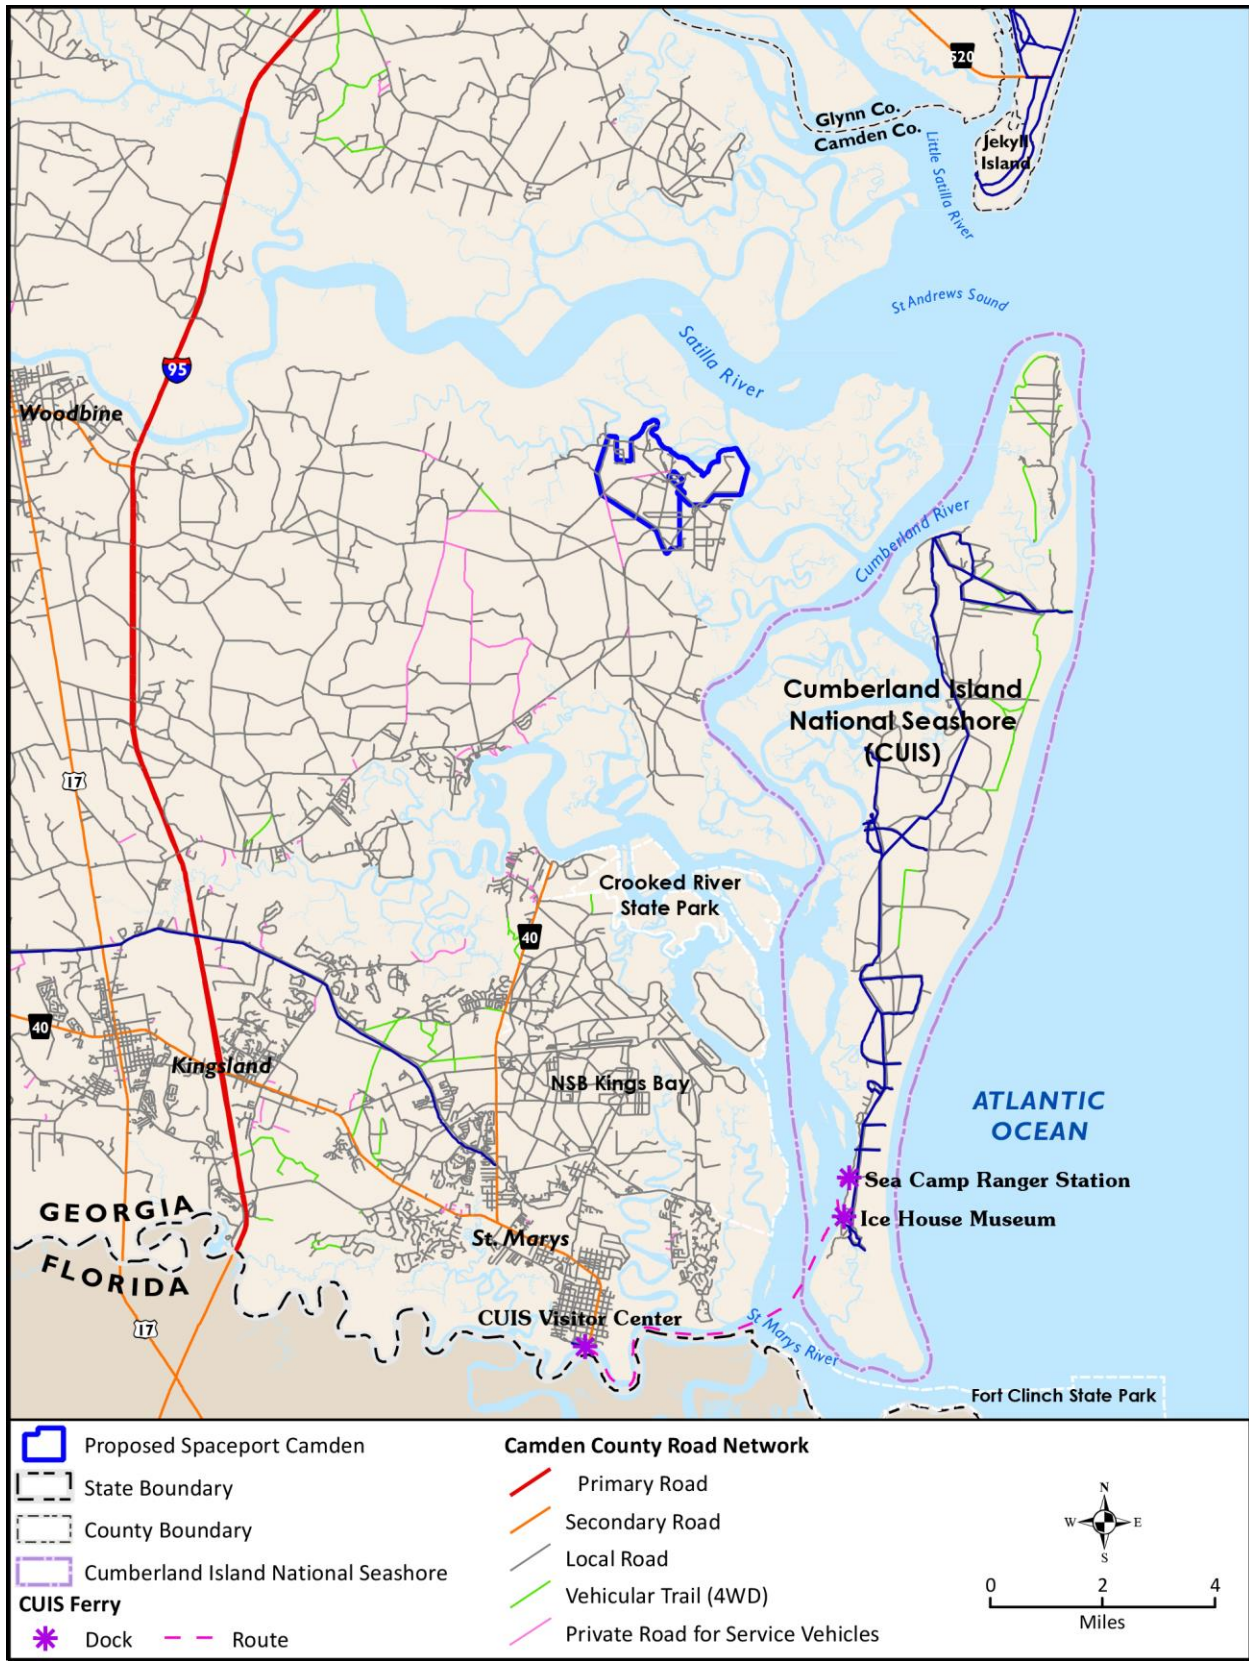 520
Glynn Co.
Camden Co.
Jekyll
Island
Little Satilla River
St Andrews Sound
Satilla River
95
Woodbine
Cumberland River
Cumberland Island
National Seashore
(CUIS)
17
Crooked River
State Park
40
40
Kingsland
NSB Kings Bay
ATLANTIC
OCEAN
Sea Camp Ranger Station
Ice House Museum
GEORGIA
FLORIDA
St. Marys
CUIS Visitor Center
17
St Marys River
Fort Clinch State Park
Proposed Spaceport Camden
State Boundary
County Boundary
Cumberland Island National Seashore
CUIS Ferry
Dock
Route
Camden County Road Network
Primary Road
Secondary Road
Local Road
Vehicular Trail (4WD)
Private Road for Service Vehicles
N
W
E
S
0 2 4
Miles